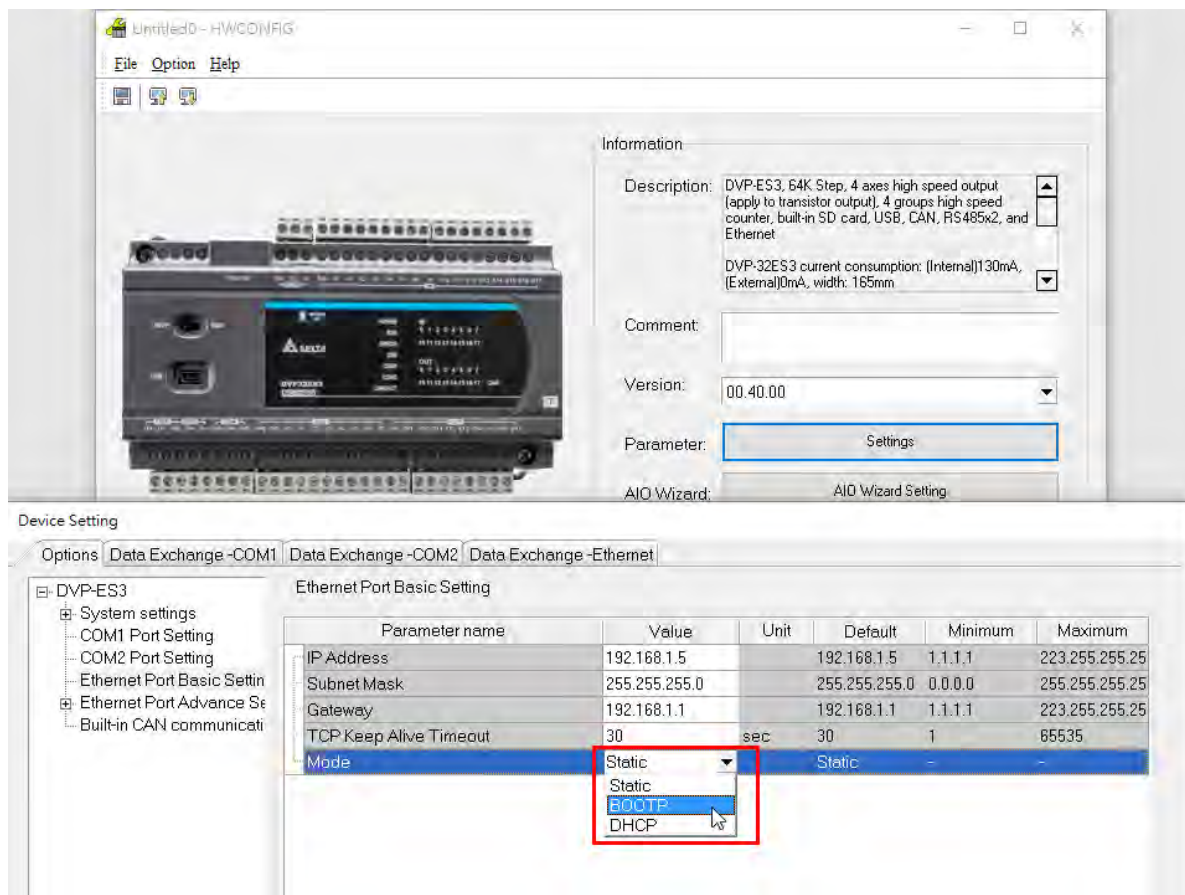 Untitled0 - HWCONFIG
File Option Help
Information
Description:
DVP-ES3, 64K Step, 4 axes high speed output
(apply to transistor output), 4 groups high speed
counter, built-in SD card, USB, CAN, RS485x2, and
Ethernet
DVP-32ES3 current consumption: (Internal)130mA,
(External)0mA, width: 165mm
Comment:
Version: 00.40.00
Parameter: Settings
AIO Wizard: AIO Wizard Setting
DELTA
Device Setting
Options Data Exchange -COM1 Data Exchange -COM2 Data Exchange -Ethernet
DVP-ES3
System settings
COM1 Port Setting
COM2 Port Setting
Ethernet Port Basic Settin
Ethernet Port Advance Se
Built-in CAN communicati
Ethernet Port Basic Setting
Parameter name Value Unit Default Minimum Maximum
IP Address 192.168.1.5 192.168.1.5 1.1.1.1 223.255.255.25
Subnet Mask 255.255.255.0 255.255.255.0 0.0.0.0 255.255.255.25
Gateway 192.168.1.1 192.168.1.1 1.1.1.1 223.255.255.25
TCP Keep Alive Timeout 30 sec 30 1 65535
Mode Static Static - -
Static
BOOTP
DHCP